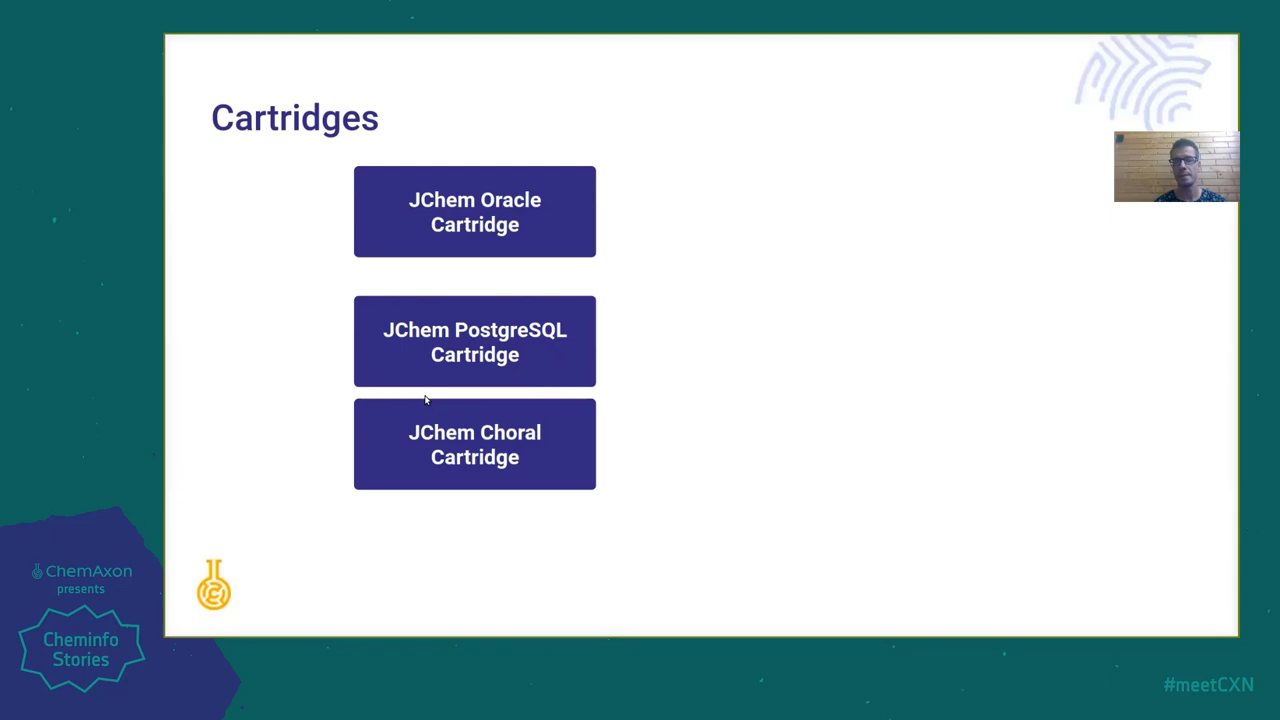 Cartridges
JChem Oracle
Cartridge
JChem PostgreSQL
Cartridge
JChem Choral
Cartridge
ChemAxon
presents
Cheminfo
Stories
#meetCXN